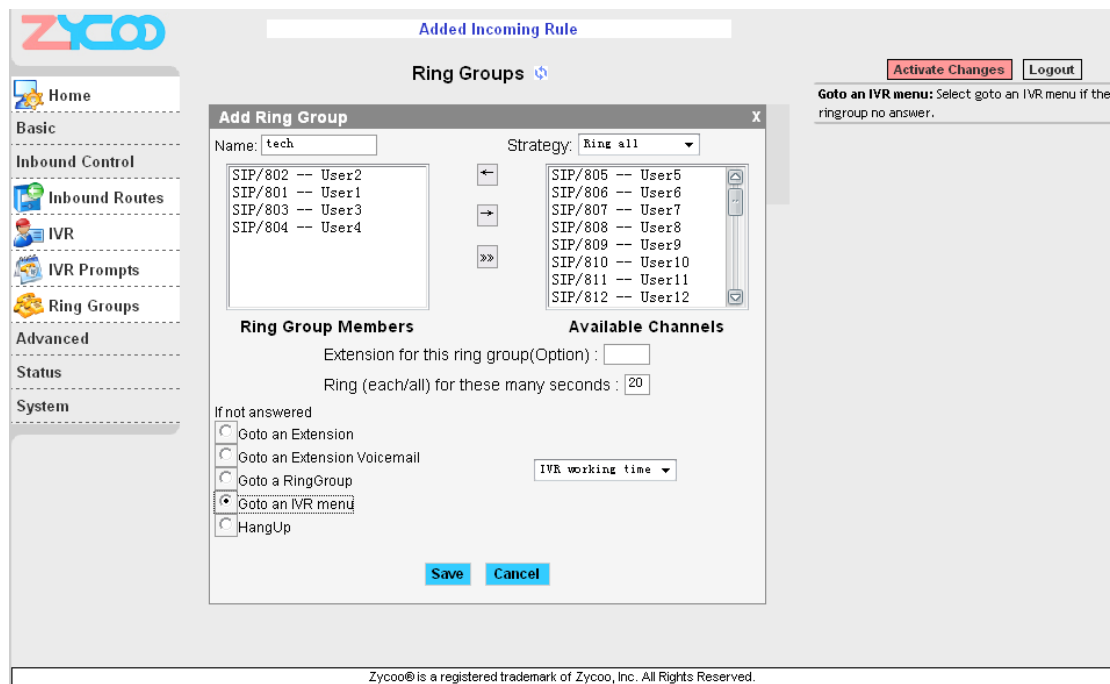 ZYCOO
Added Incoming Rule
Ring Groups
Activate Changes Logout
Goto an IVR menu: Select goto an IVR menu if the
ringroup no answer.
Home
Basic
Inbound Control
Inbound Routes
IVR
IVR Prompts
Ring Groups
Advanced
Status
System
Add Ring Group X
Name: tech Strategy: Ring all
SIP/802 -- User2
SIP/801 -- User1
SIP/803 -- User3
SIP/804 -- User4
←
→
»
SIP/805 -- User5
SIP/806 -- User6
SIP/807 -- User7
SIP/808 -- User8
SIP/809 -- User9
SIP/810 -- User10
SIP/811 -- User11
SIP/812 -- User12
Ring Group Members Available Channels
Extension for this ring group(Option) :
Ring (each/all) for these many seconds : 20
If not answered
Goto an Extension
Goto an Extension Voicemail
Goto a RingGroup
Goto an IVR menu
HangUp
IVR working time
Save Cancel
Zycoo® is a registered trademark of Zycoo, Inc. All Rights Reserved.